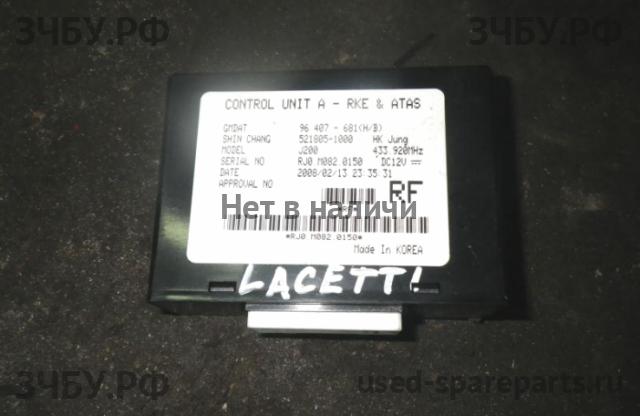 ЗЧБУ.РФ
ЗЧБУ.РФ
CONTROL UNIT A - RKE & ATAS
GMDAT 96 407 - 681(H/B)
SHIN CHANG 521805-1000 HK Jung
MODEL J200 433.920MHz
SERIAL NO RJ0 M082.0150 DC12V
DATE 2008/02/13 23:35:31
APPROVAL NO
RF
Нет в наличи
*RJ0 M082.0150*
Made In KOREA
LACETTI
ЗЧБУ.РФ
used-spareparts.ru